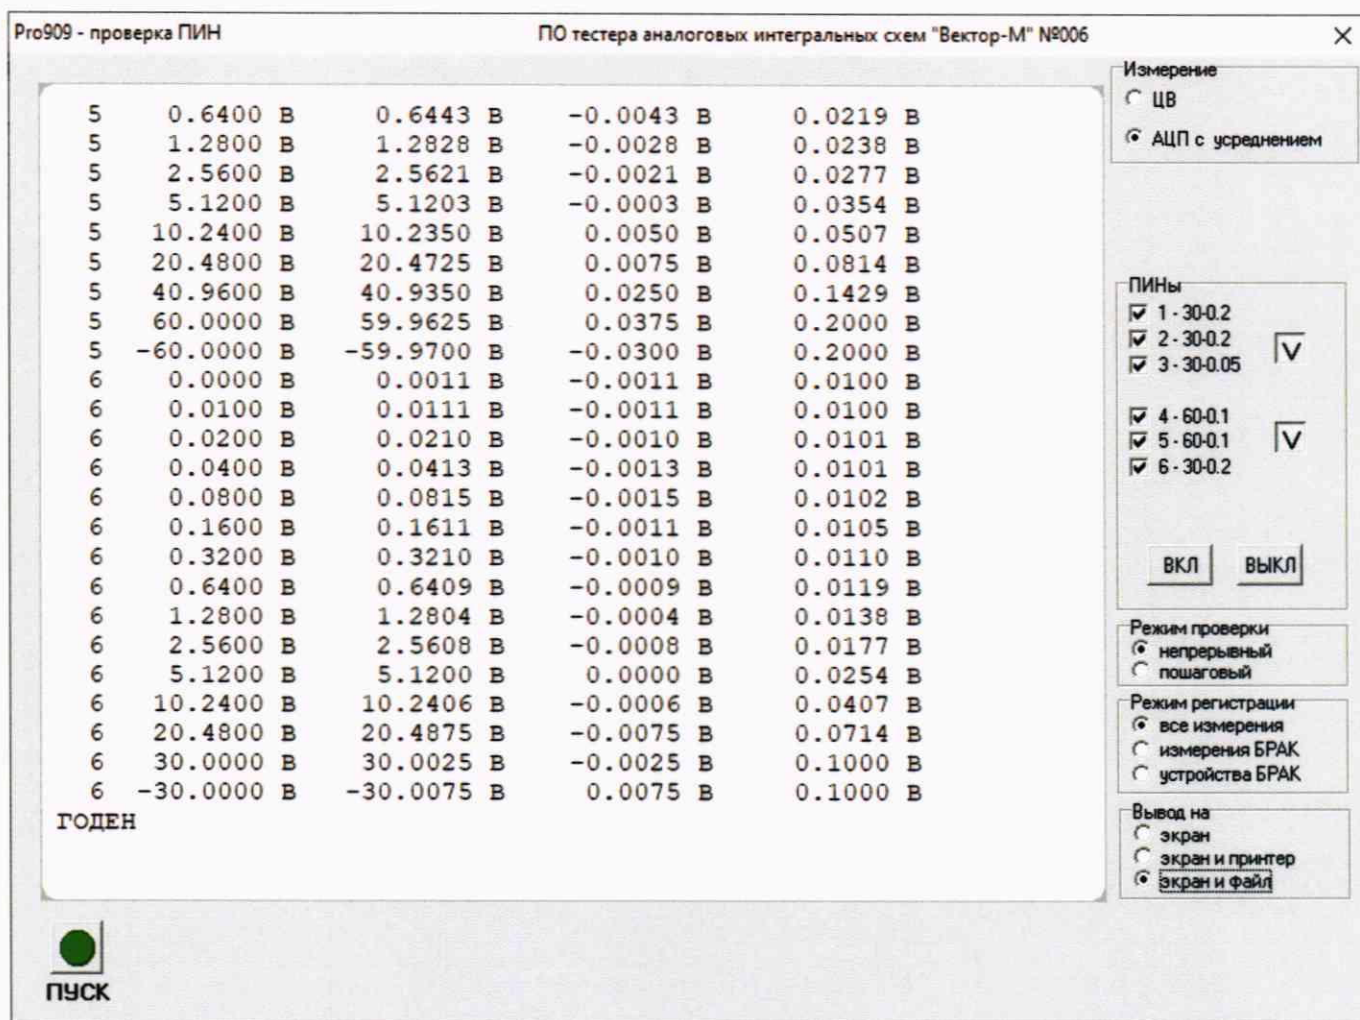 Pro909 - проверка ПИН
ПО тестера аналоговых интегральных схем "Вектор-М" №006
5 0.6400 В 0.6443 В -0.0043 В 0.0219 В
5 1.2800 В 1.2828 В -0.0028 В 0.0238 В
5 2.5600 В 2.5621 В -0.0021 В 0.0277 В
5 5.1200 В 5.1203 В -0.0003 В 0.0354 В
5 10.2400 В 10.2350 В 0.0050 В 0.0507 В
5 20.4800 В 20.4725 В 0.0075 В 0.0814 В
5 40.9600 В 40.9350 В 0.0250 В 0.1429 В
5 60.0000 В 59.9625 В 0.0375 В 0.2000 В
5 -60.0000 В -59.9700 В -0.0300 В 0.2000 В
6 0.0000 В 0.0011 В -0.0011 В 0.0100 В
6 0.0100 В 0.0111 В -0.0011 В 0.0100 В
6 0.0200 В 0.0210 В -0.0010 В 0.0101 В
6 0.0400 В 0.0413 В -0.0013 В 0.0101 В
6 0.0800 В 0.0815 В -0.0015 В 0.0102 В
6 0.1600 В 0.1611 В -0.0011 В 0.0105 В
6 0.3200 В 0.3210 В -0.0010 В 0.0110 В
6 0.6400 В 0.6409 В -0.0009 В 0.0119 В
6 1.2800 В 1.2804 В -0.0004 В 0.0138 В
6 2.5600 В 2.5608 В -0.0008 В 0.0177 В
6 5.1200 В 5.1200 В 0.0000 В 0.0254 В
6 10.2400 В 10.2406 В -0.0006 В 0.0407 В
6 20.4800 В 20.4875 В -0.0075 В 0.0714 В
6 30.0000 В 30.0025 В -0.0025 В 0.1000 В
6 -30.0000 В -30.0075 В 0.0075 В 0.1000 В
ГОДЕН
ПУСК
Измерение
ЦВ
АЦП с усреднением
ПИНы
1 - 30-0.2
2 - 30-0.2
3 - 30-0.05
V
4 - 60-0.1
5 - 60-0.1
6 - 30-0.2
V
ВКЛ ВЫКЛ
Режим проверки
непрерывный
пошаговый
Режим регистрации
все измерения
измерения БРАК
устройства БРАК
Вывод на
экран
экран и принтер
экран и файл